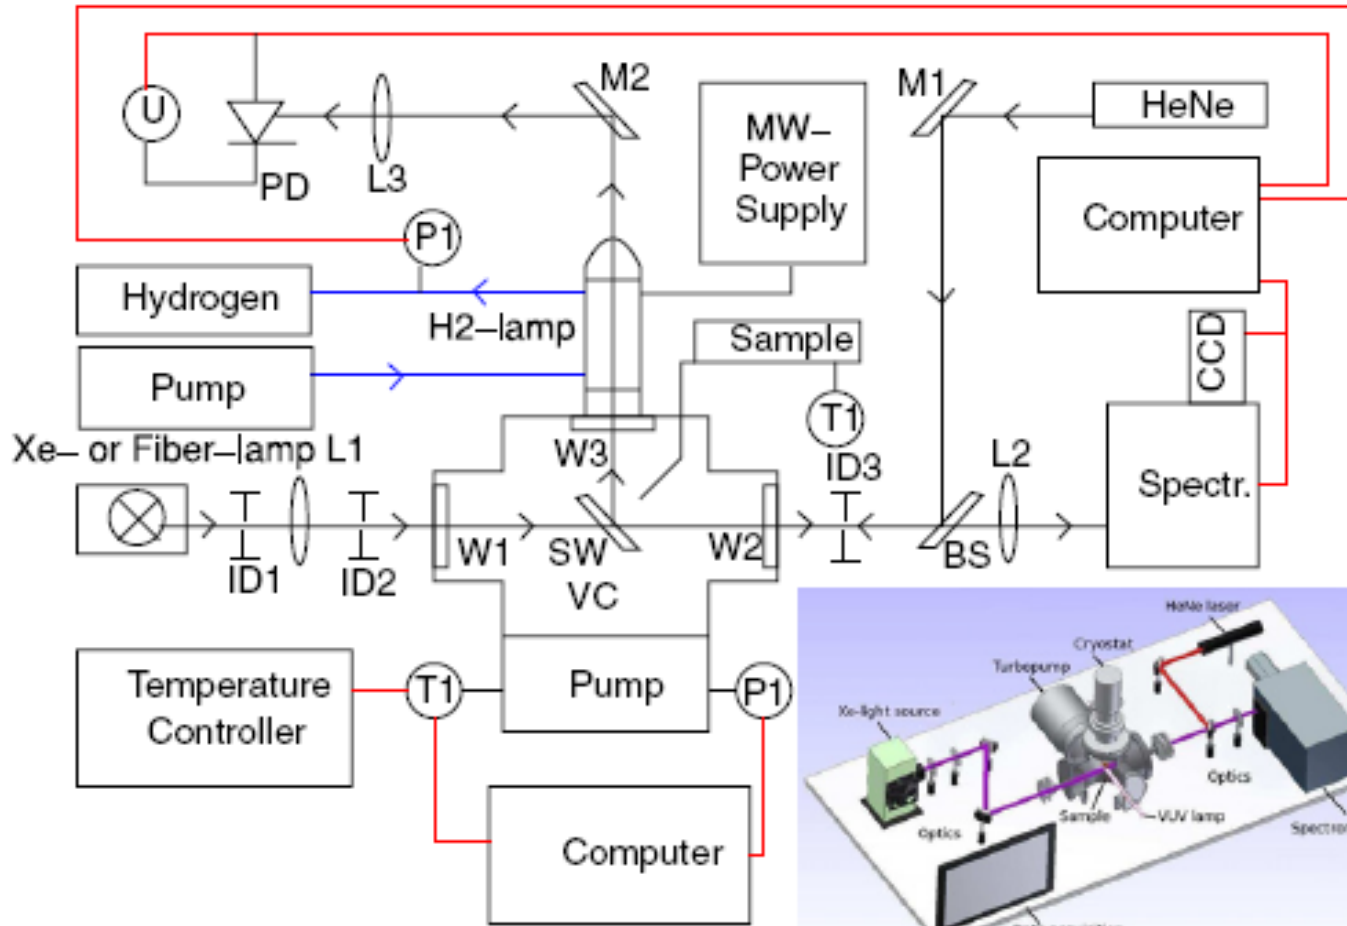 M2
M1
HeNe
U
MW–
Power
Supply
PD
L3
Computer
P1
Hydrogen
H2–lamp
Sample
CCD
Pump
T1
Xe– or Fiber–lamp L1
W3
ID3
L2
Spectr.
ID1
ID2
W1
SW
W2
BS
VC
Temperature
Controller
T1
Pump
P1
Computer
HeNe laser
Cryostat
Turbopump
Xe-light source
Optics
Optics
Sample
VUV lamp